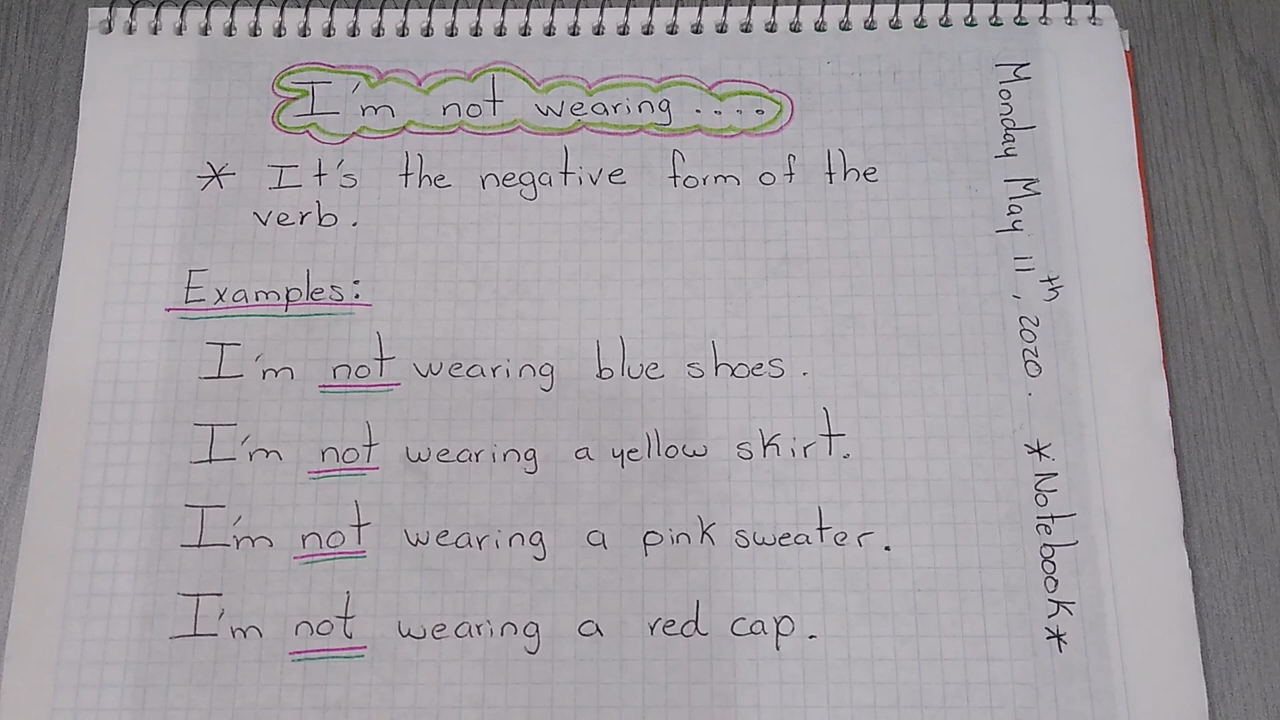 I'm not wearing ....
* It's the negative form of the
verb.
Examples:
I'm not wearing blue shoes.
I'm not wearing a yellow skirt.
I'm not wearing a pink sweater.
I'm not wearing a red cap.
Monday May 11th, 2020. *Notebook*